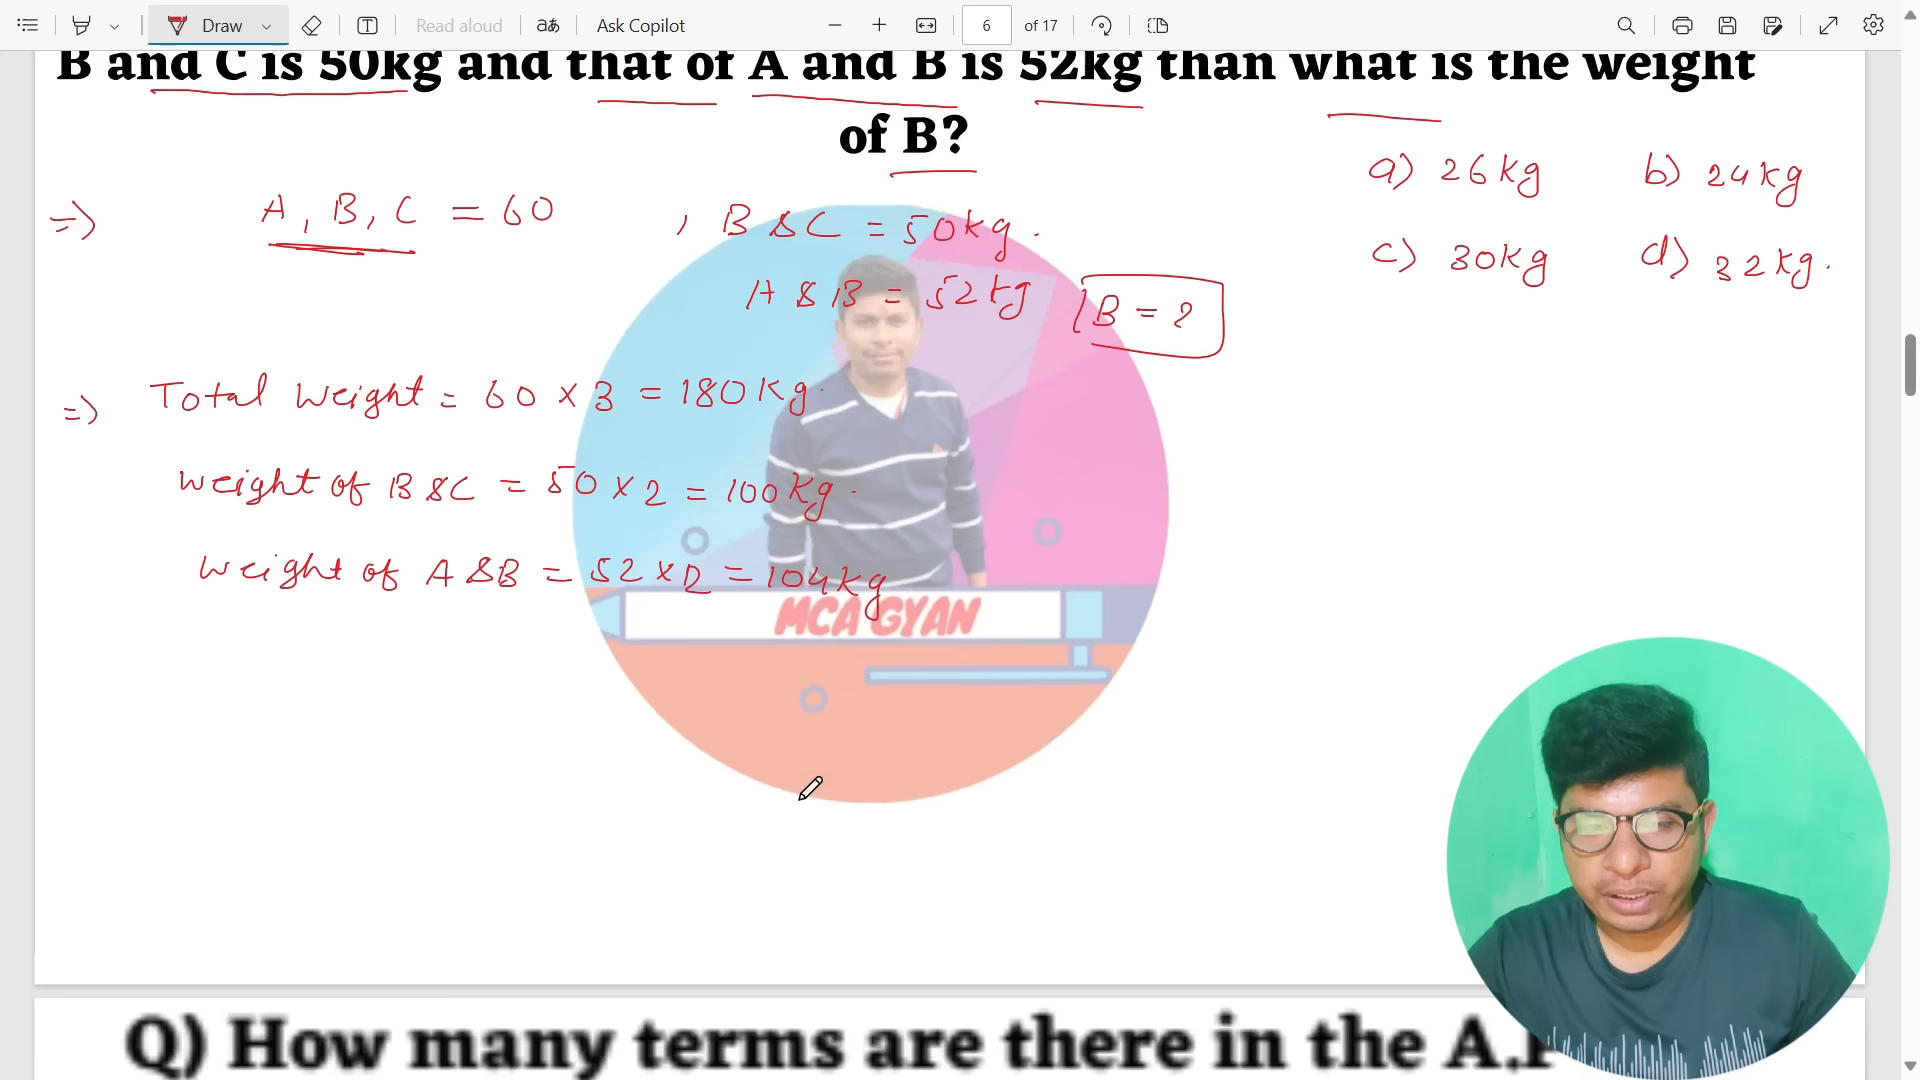 Draw
Read aloud
aあ
Ask Copilot
6
of 17
B and C is 50kg and that of A and B is 52kg than what is the weight
of B?
a) 26kg b) 24kg
c) 30kg d) 32kg.
=> A, B, C = 60 , B & C = 50kg.
A & B = 52kg
B = ?
=> Total Weight = 60 × 3 = 180Kg.
Weight of B & C = 50 × 2 = 100Kg.
Weight of A & B = 52 × 2 = 104kg
MCA GYAN
Q) How many terms are there in the A.P